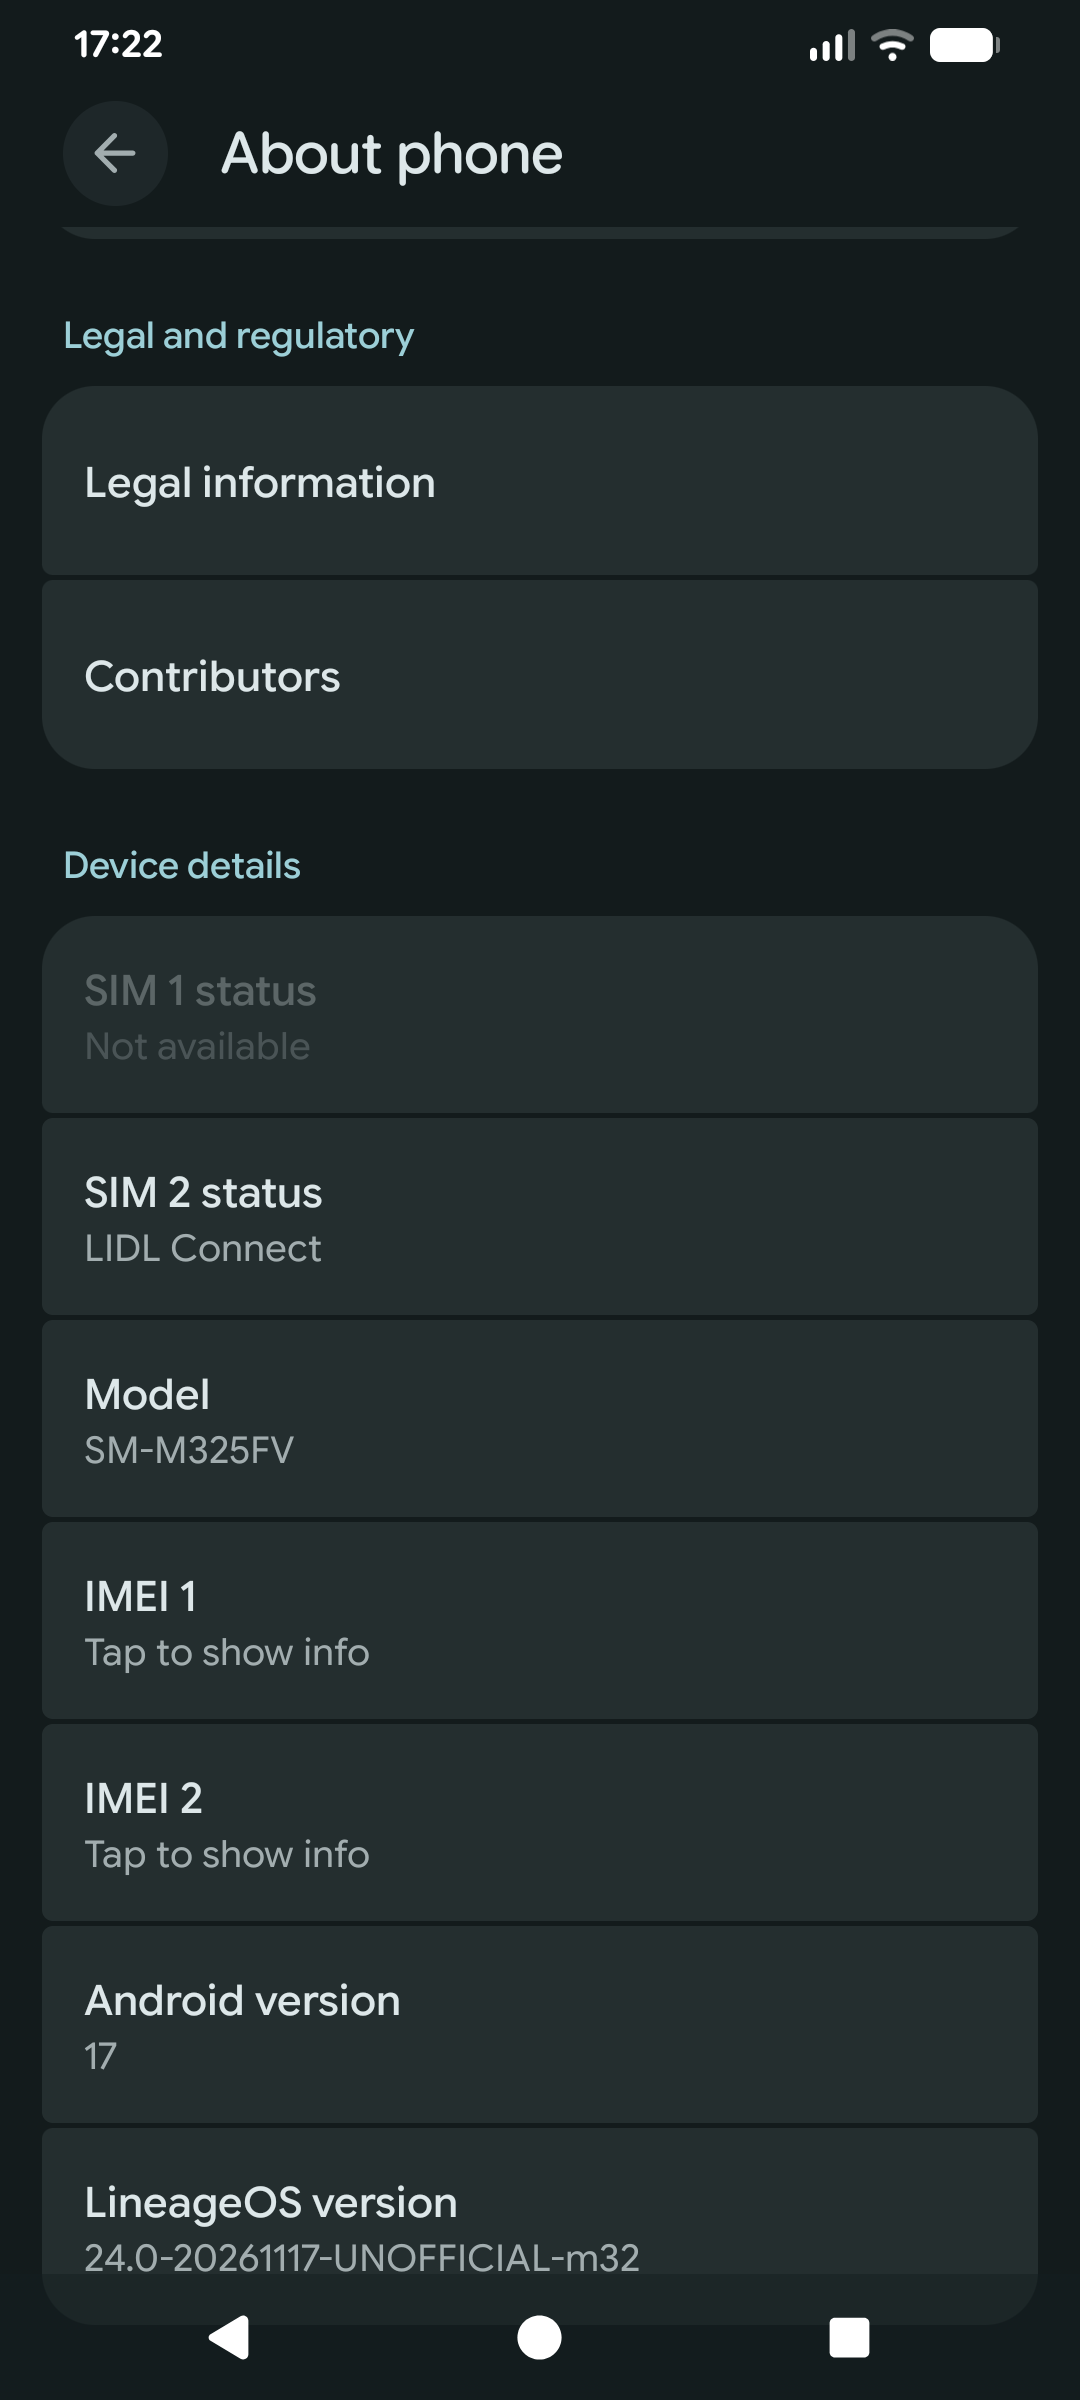 17:22
About phone
Legal and regulatory
Legal information
Contributors
Device details
SIM 1 status
Not available
SIM 2 status
LIDL Connect
Model
SM-M325FV
IMEI 1
Tap to show info
IMEI 2
Tap to show info
Android version
17
LineageOS version
24.0-20261117-UNOFFICIAL-m32